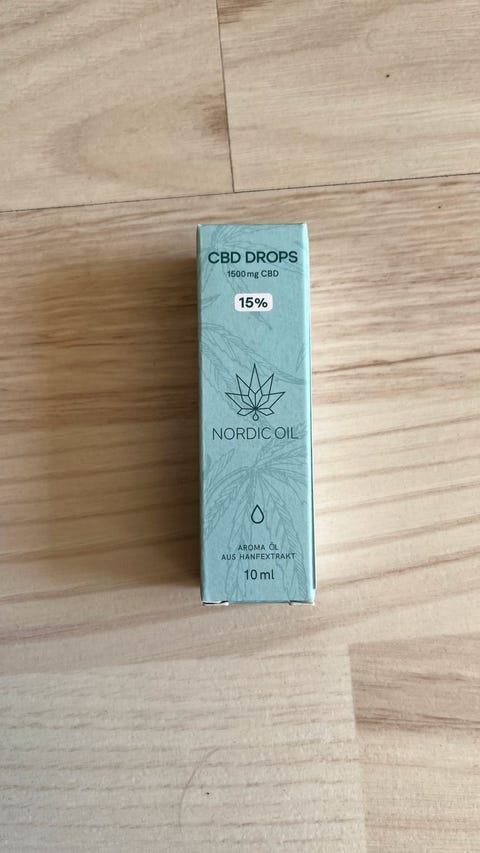 CBD DROPS
1500 mg CBD
15%
NORDIC OIL
AROMA ÖL
AUS HANFEXTRAKT
10 ml